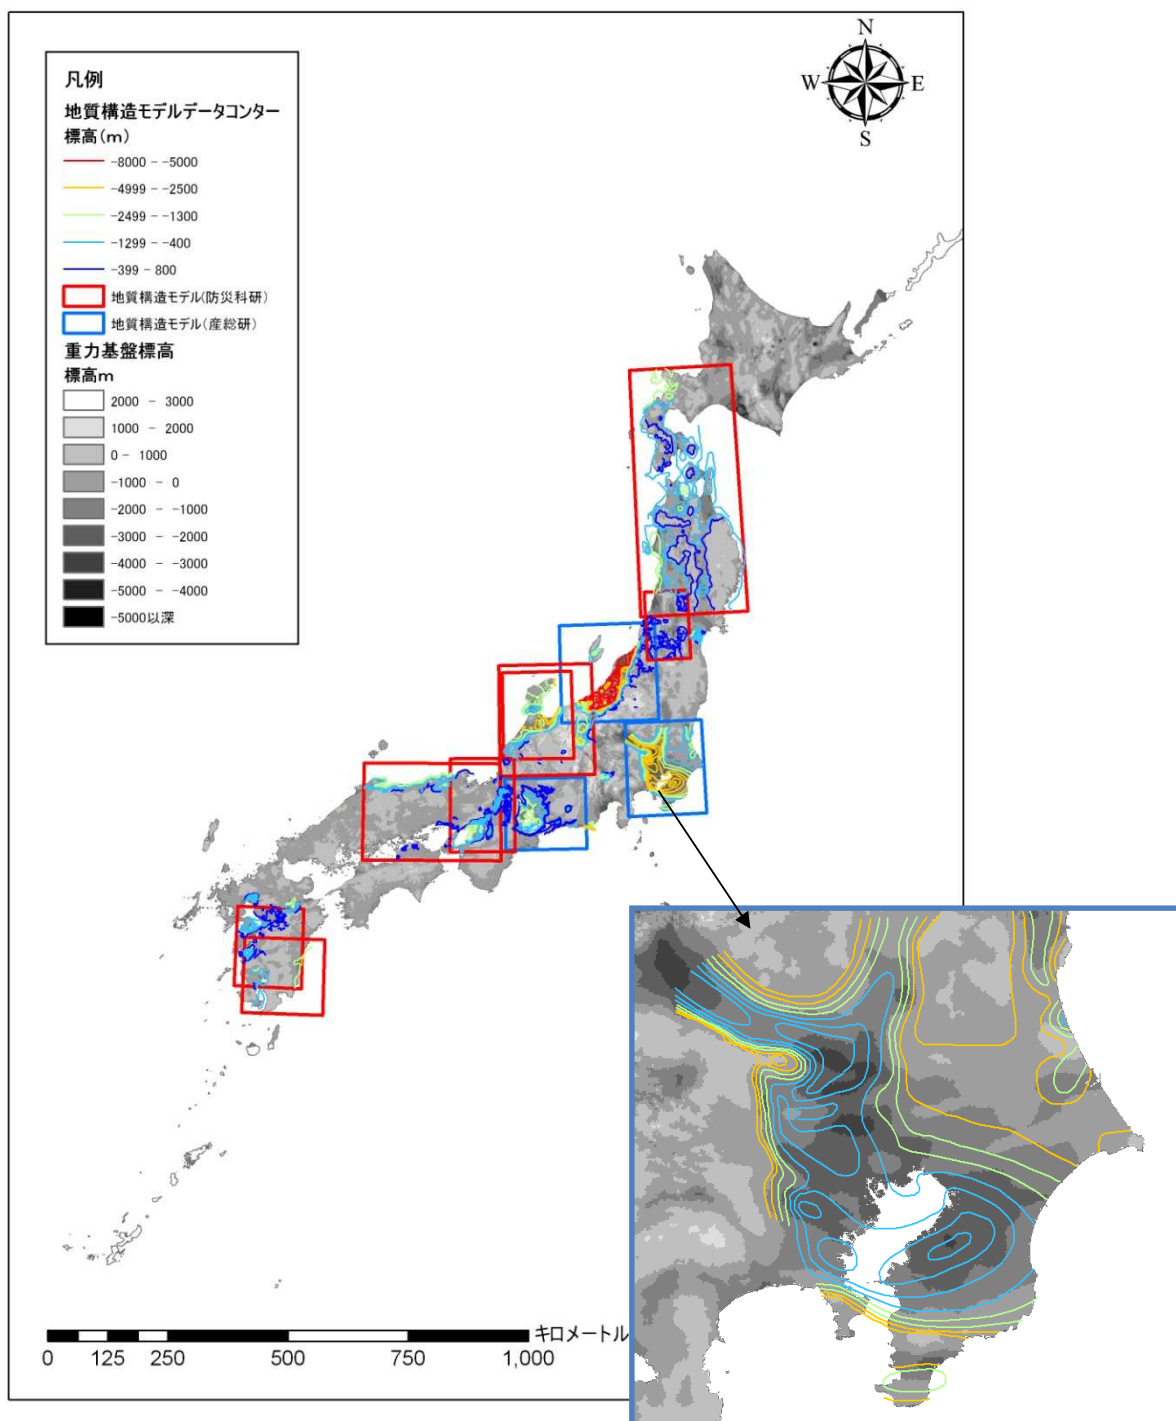 N
W E
S
凡例
地質構造モデルデータコンター
標高(m)
-8000 - -5000
-4999 - -2500
-2499 - -1300
-1299 - -400
-399 - 800
地質構造モデル(防災科研)
地質構造モデル(産総研)
重力基盤標高
標高m
2000 - 3000
1000 - 2000
0 - 1000
-1000 - 0
-2000 - -1000
-3000 - -2000
-4000 - -3000
-5000 - -4000
-5000以深
キロメートル
0 125 250 500 750 1,000